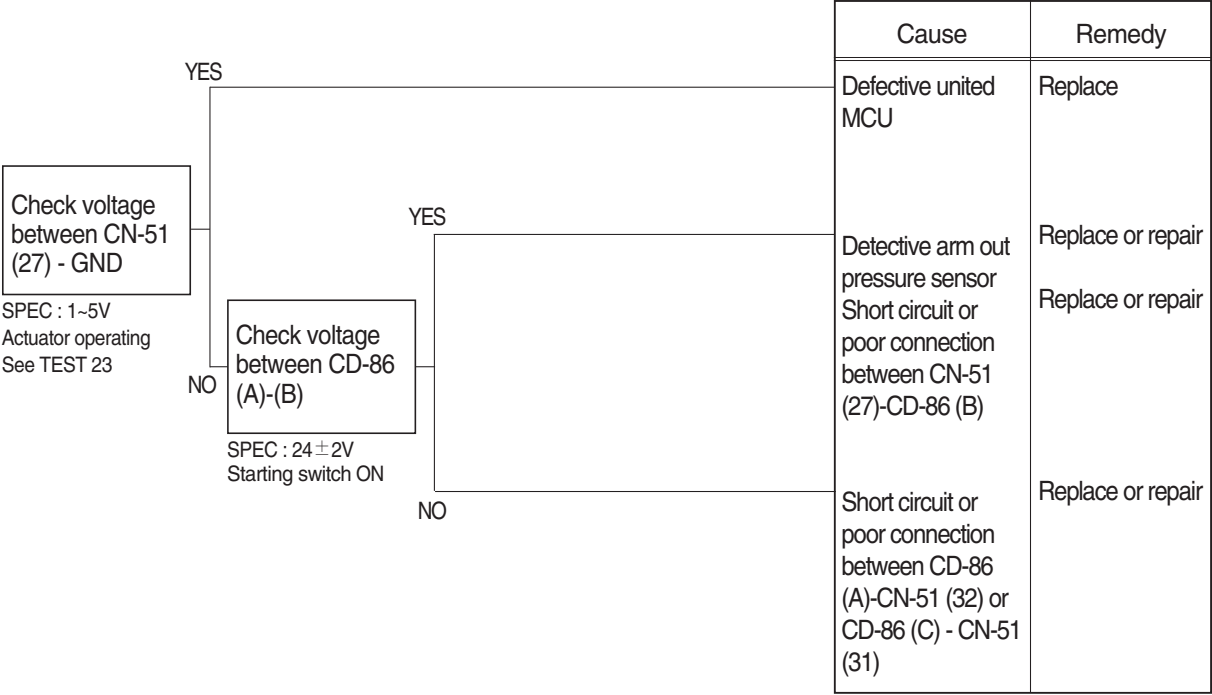 Cause
Remedy
YES
Defective united
MCU
Replace
Check voltage
between CN-51
(27) - GND
SPEC : 1~5V
Actuator operating
See TEST 23
YES
Detective arm out
pressure sensor
Replace or repair
Short circuit or
poor connection
between CN-51
(27)-CD-86 (B)
Replace or repair
NO
Check voltage
between CD-86
(A)-(B)
SPEC : 24±2V
Starting switch ON
NO
Short circuit or
poor connection
between CD-86
(A)-CN-51 (32) or
CD-86 (C) - CN-51
(31)
Replace or repair